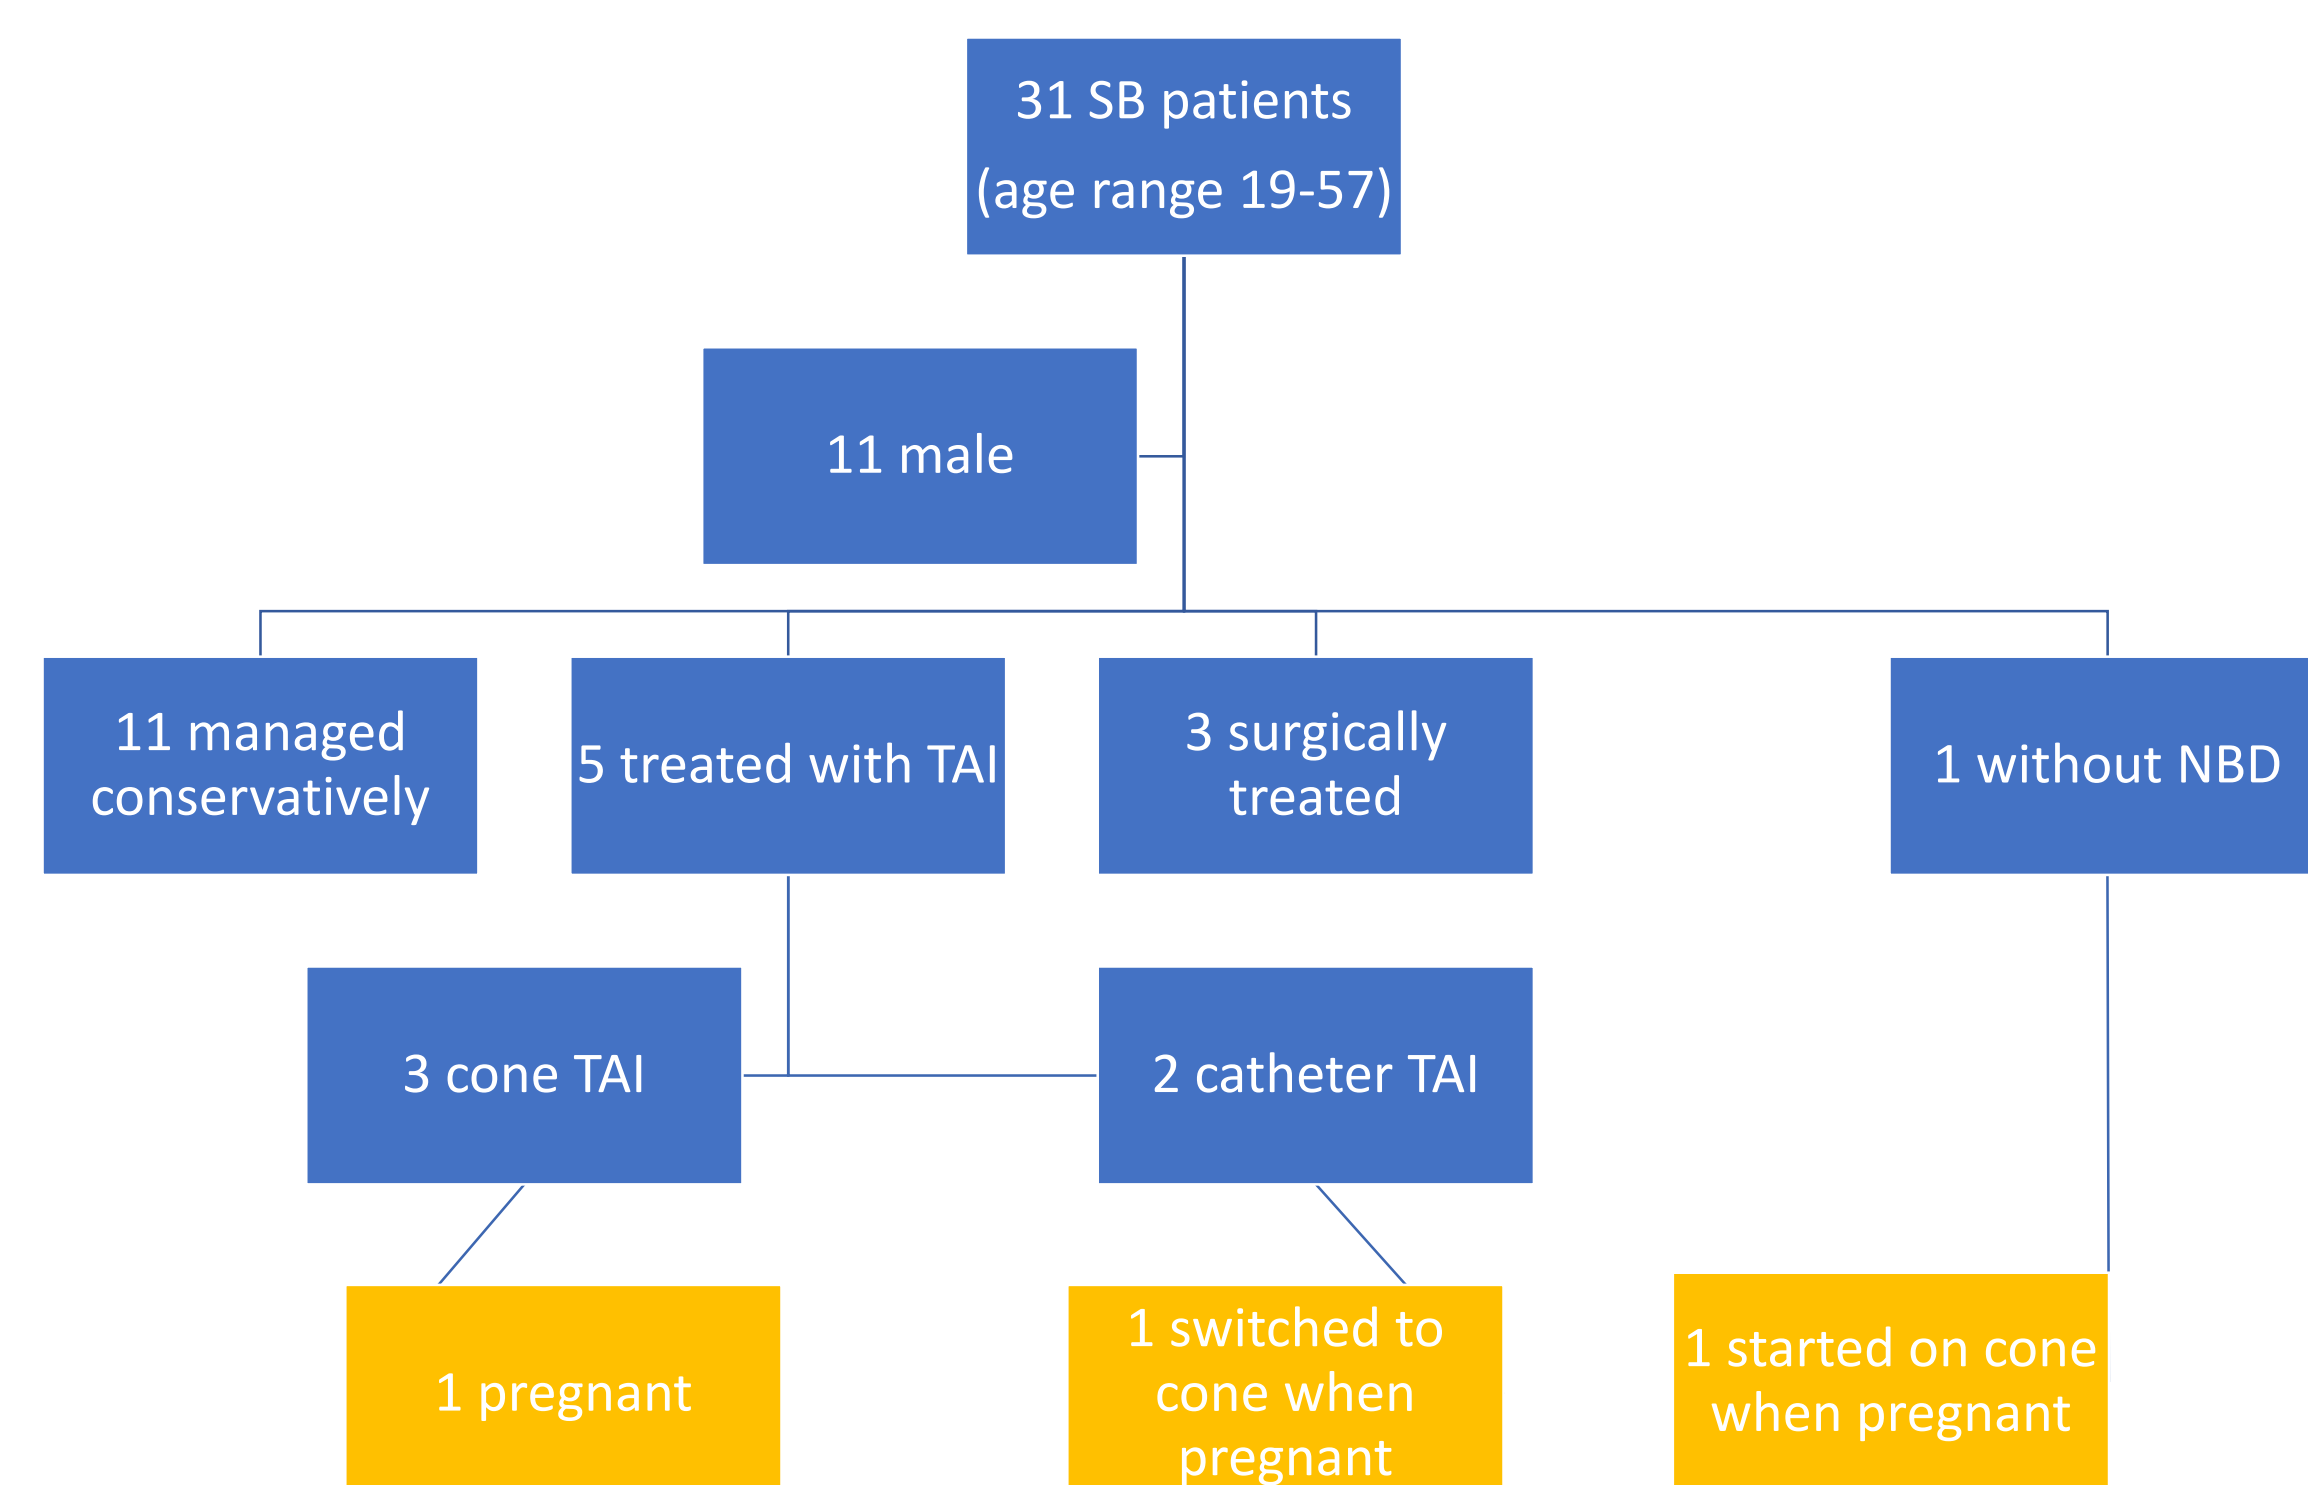 31 SB patients
(age range 19-57)
11 male
11 managed
conservatively
5 treated with TAI
3 surgically
treated
1 without NBD
3 cone TAI
2 catheter TAI
1 pregnant
1 switched to
cone when
pregnant
1 started on cone
when pregnant